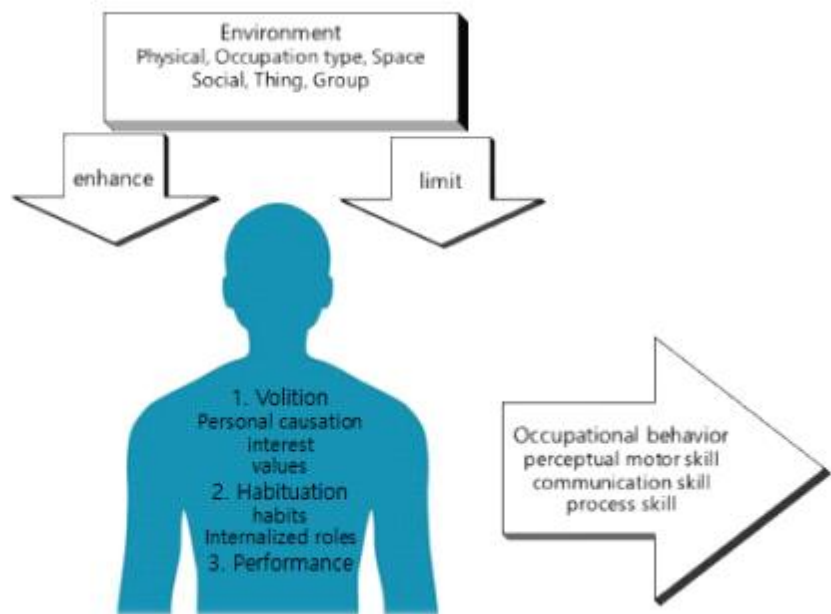 Environment
Physical, Occupation type, Space
Social, Thing, Group
enhance
limit
1. Volition
Personal causation
interest
values
2. Habituation
habits
Internalized roles
3. Performance
Occupational behavior
perceptual motor skill
communication skill
process skill